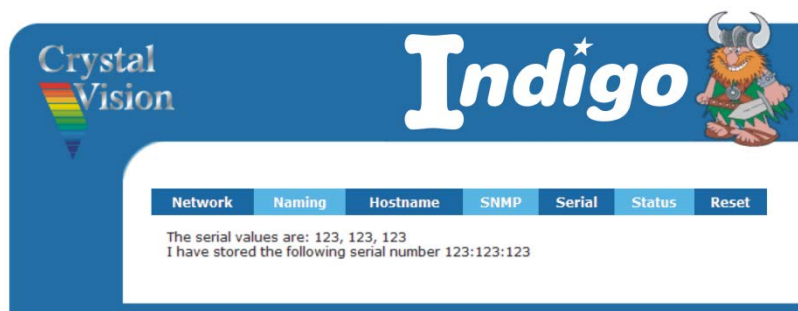 Crystal
Vision
Indigo
Network Naming Hostname SNMP Serial Status Reset
The serial values are: 123, 123, 123
I have stored the following serial number 123:123:123